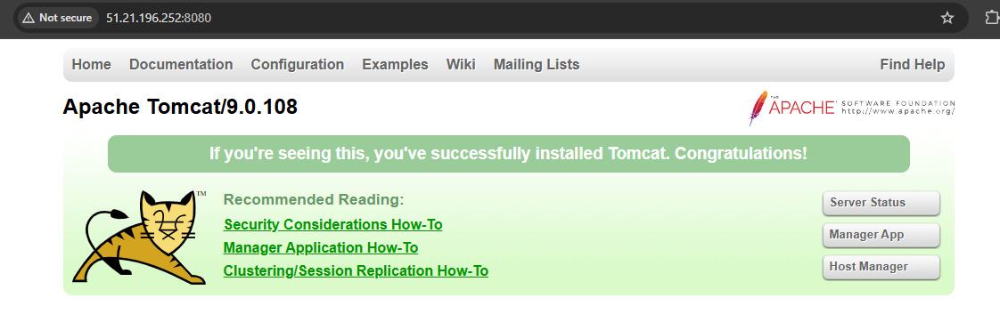 Not secure 51.21.196.252:8080
Home Documentation Configuration Examples Wiki Mailing Lists Find Help
Apache Tomcat/9.0.108
THE APACHE SOFTWARE FOUNDATION
http://www.apache.org/
If you're seeing this, you've successfully installed Tomcat. Congratulations!
TM
Recommended Reading:
Security Considerations How-To
Manager Application How-To
Clustering/Session Replication How-To
Server Status
Manager App
Host Manager